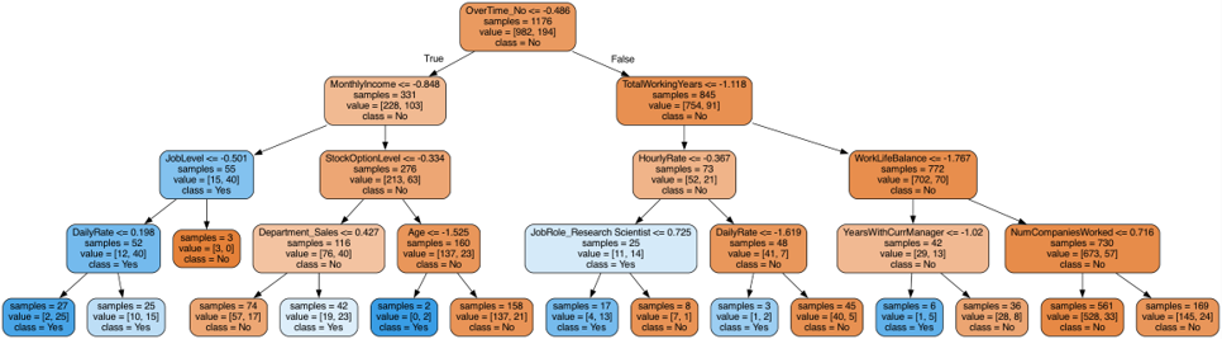 OverTime_No <= -0.486
samples = 1176
value = [982, 194]
class = No
True
False
MonthlyIncome <= -0.848
samples = 331
value = [228, 103]
class = No
TotalWorkingYears <= -1.118
samples = 845
value = [754, 91]
class = No
JobLevel <= -0.501
samples = 55
value = [15, 40]
class = Yes
StockOptionLevel <= -0.334
samples = 276
value = [213, 63]
class = No
HourlyRate <= -0.367
samples = 73
value = [52, 21]
class = No
WorkLifeBalance <= -1.767
samples = 772
value = [702, 70]
class = No
DailyRate <= 0.198
samples = 52
value = [12, 40]
class = Yes
samples = 3
value = [3, 0]
class = No
Department_Sales <= 0.427
samples = 116
value = [76, 40]
class = No
Age <= -1.525
samples = 160
value = [137, 23]
class = No
JobRole_Research Scientist <= 0.725
samples = 25
value = [11, 14]
class = Yes
DailyRate <= -1.619
samples = 48
value = [41, 7]
class = No
YearsWithCurrManager <= -1.02
samples = 42
value = [29, 13]
class = No
NumCompaniesWorked <= 0.716
samples = 730
value = [673, 57]
class = No
samples = 27
value = [2, 25]
class = Yes
samples = 25
value = [10, 15]
class = Yes
samples = 74
value = [57, 17]
class = No
samples = 42
value = [19, 23]
class = Yes
samples = 2
value = [0, 2]
class = Yes
samples = 158
value = [137, 21]
class = No
samples = 17
value = [4, 13]
class = Yes
samples = 8
value = [7, 1]
class = No
samples = 3
value = [1, 2]
class = Yes
samples = 45
value = [40, 5]
class = No
samples = 6
value = [1, 5]
class = Yes
samples = 36
value = [28, 8]
class = No
samples = 561
value = [528, 33]
class = No
samples = 169
value = [145, 24]
class = No